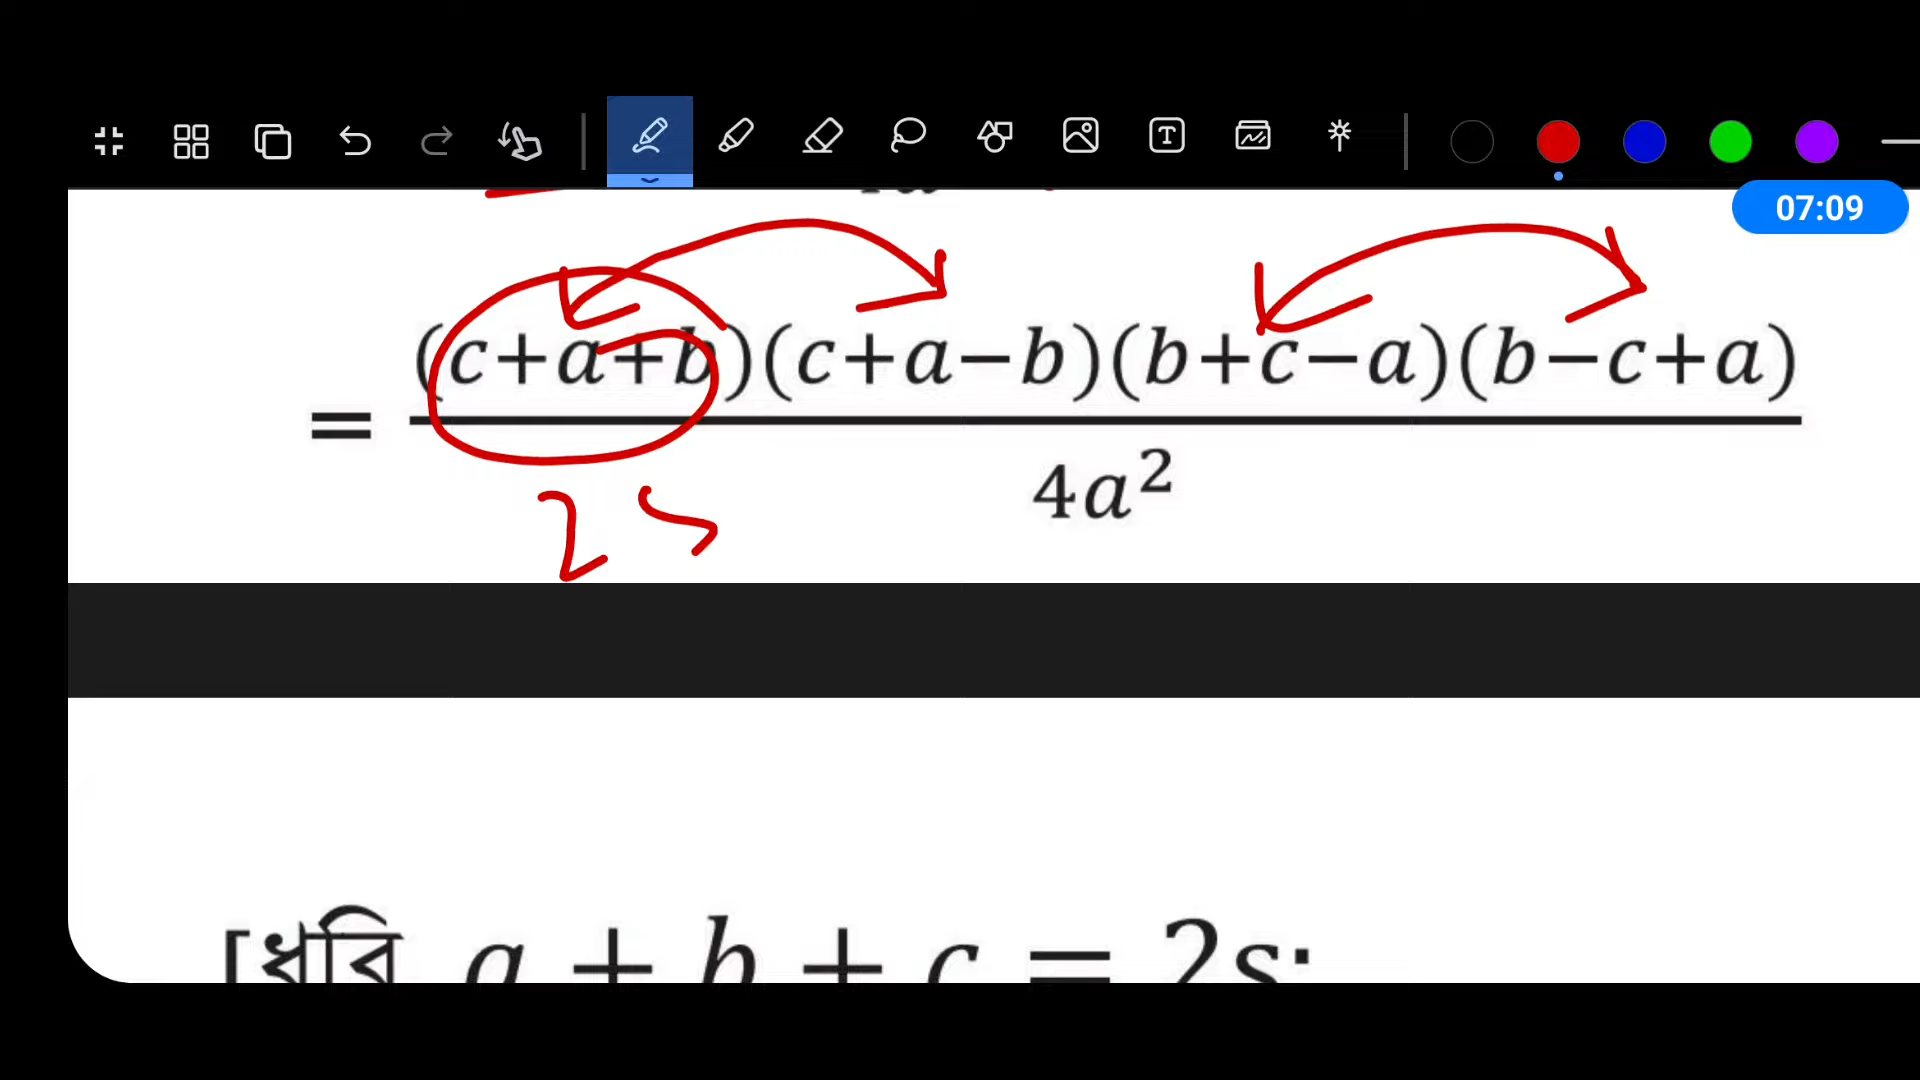 07:09
= (c+a+b)(c+a−b)(b+c−a)(b−c+a)
4a²
2s
[ধরি a + b + c = 2s;